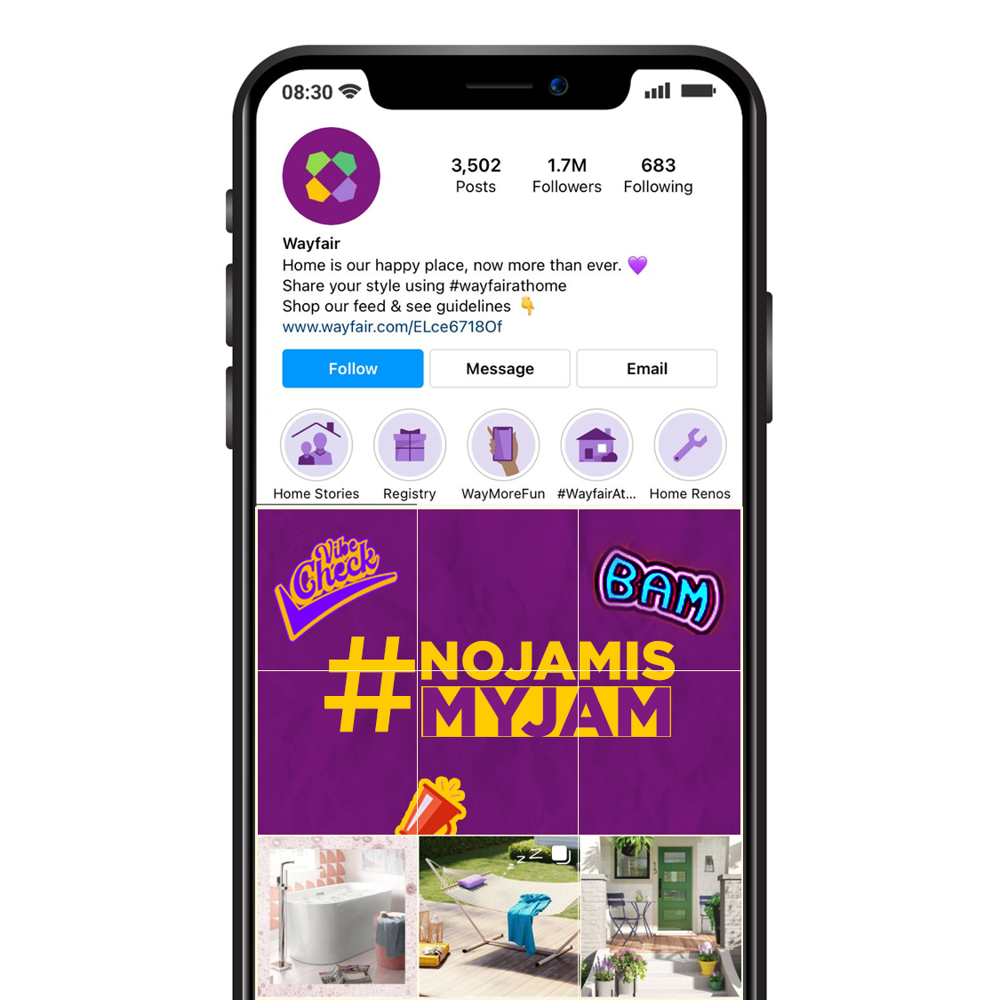 08:30
3,502 1.7M 683
Posts Followers Following
Wayfair
Home is our happy place, now more than ever. 💜
Share your style using #wayfairathome
Shop our feed & see guidelines 👇
www.wayfair.com/ELce6718Of
Follow Message Email
Home Stories Registry WayMoreFun #WayfairAt... Home Renos
Vibe
Check
BAM
#NOJAMIS
MYJAM
z z Z
15